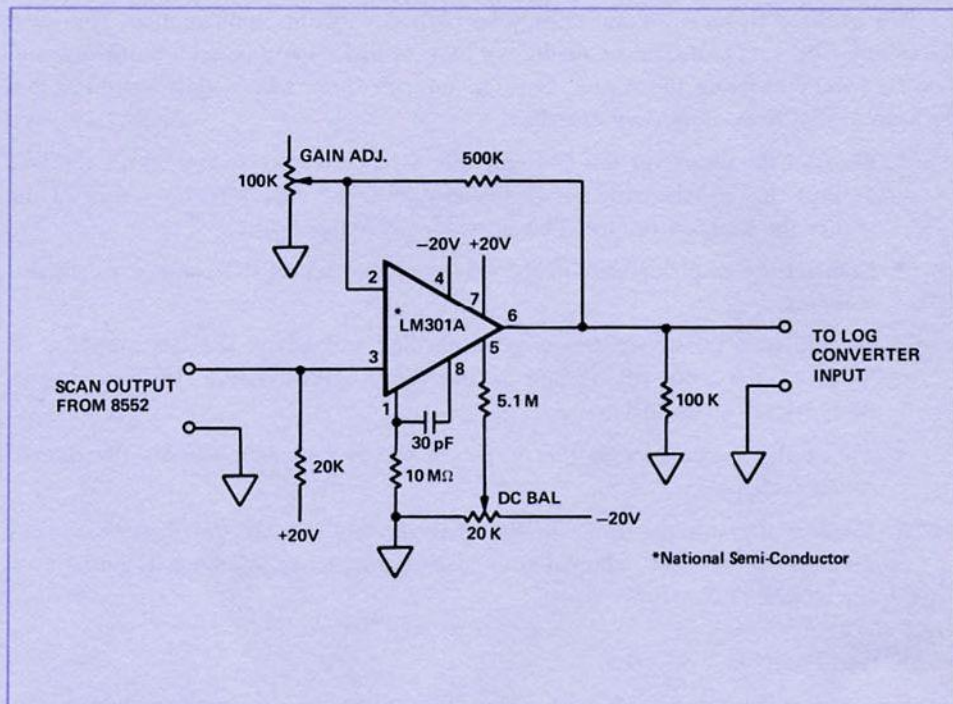 GAIN ADJ.
100K
500K
−20V +20V
2
4
7
*
LM301A
6
3
5
8
1
SCAN OUTPUT
FROM 8552
TO LOG
CONVERTER
INPUT
5.1 M
100 K
30 pF
20K
10 MΩ
+20V
DC BAL
20 K
−20V
*National Semi-Conductor